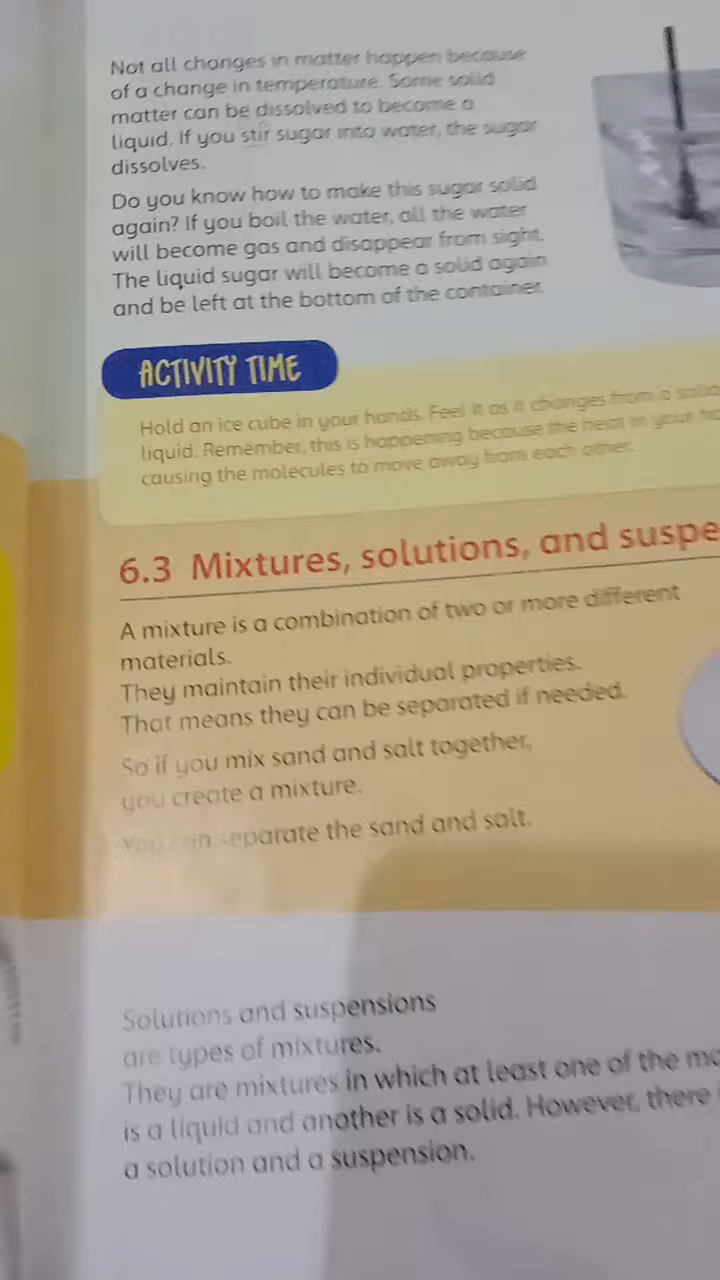 Not all changes in matter happen because
of a change in temperature. Some solid
matter can be dissolved to become a
liquid. If you stir sugar into water, the sugar
dissolves.
Do you know how to make this sugar solid
again? If you boil the water, all the water
will become gas and disappear from sight.
The liquid sugar will become a solid again
and be left at the bottom of the container.
ACTIVITY TIME
Hold an ice cube in your hands. Feel it as it changes from a solid
liquid. Remember, this is happening because the heat in your
causing the molecules to move away from each other.
6.3 Mixtures, solutions, and suspe
A mixture is a combination of two or more different
materials.
They maintain their individual properties.
That means they can be separated if needed.
So if you mix sand and salt together,
you create a mixture.
You can separate the sand and salt.
Solutions and suspensions
are types of mixtures.
They are mixtures in which at least one of the
is a liquid and another is a solid. However, there
a solution and a suspension.